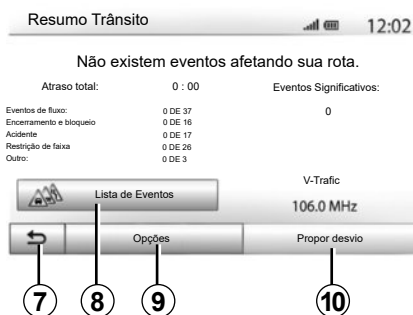 Resumo Trânsito 12:02
Não existem eventos afetando sua rota.
Atraso total: 0 : 00 Eventos Significativos:
0
Eventos de fluxo: 0 DE 37
Encerramento e bloqueio 0 DE 16
Acidente 0 DE 17
Restrição de faixa 0 DE 26
Outro: 0 DE 3
Lista de Eventos
V-Trafic
106.0 MHz
Opções Propor desvio
7 8 9 10